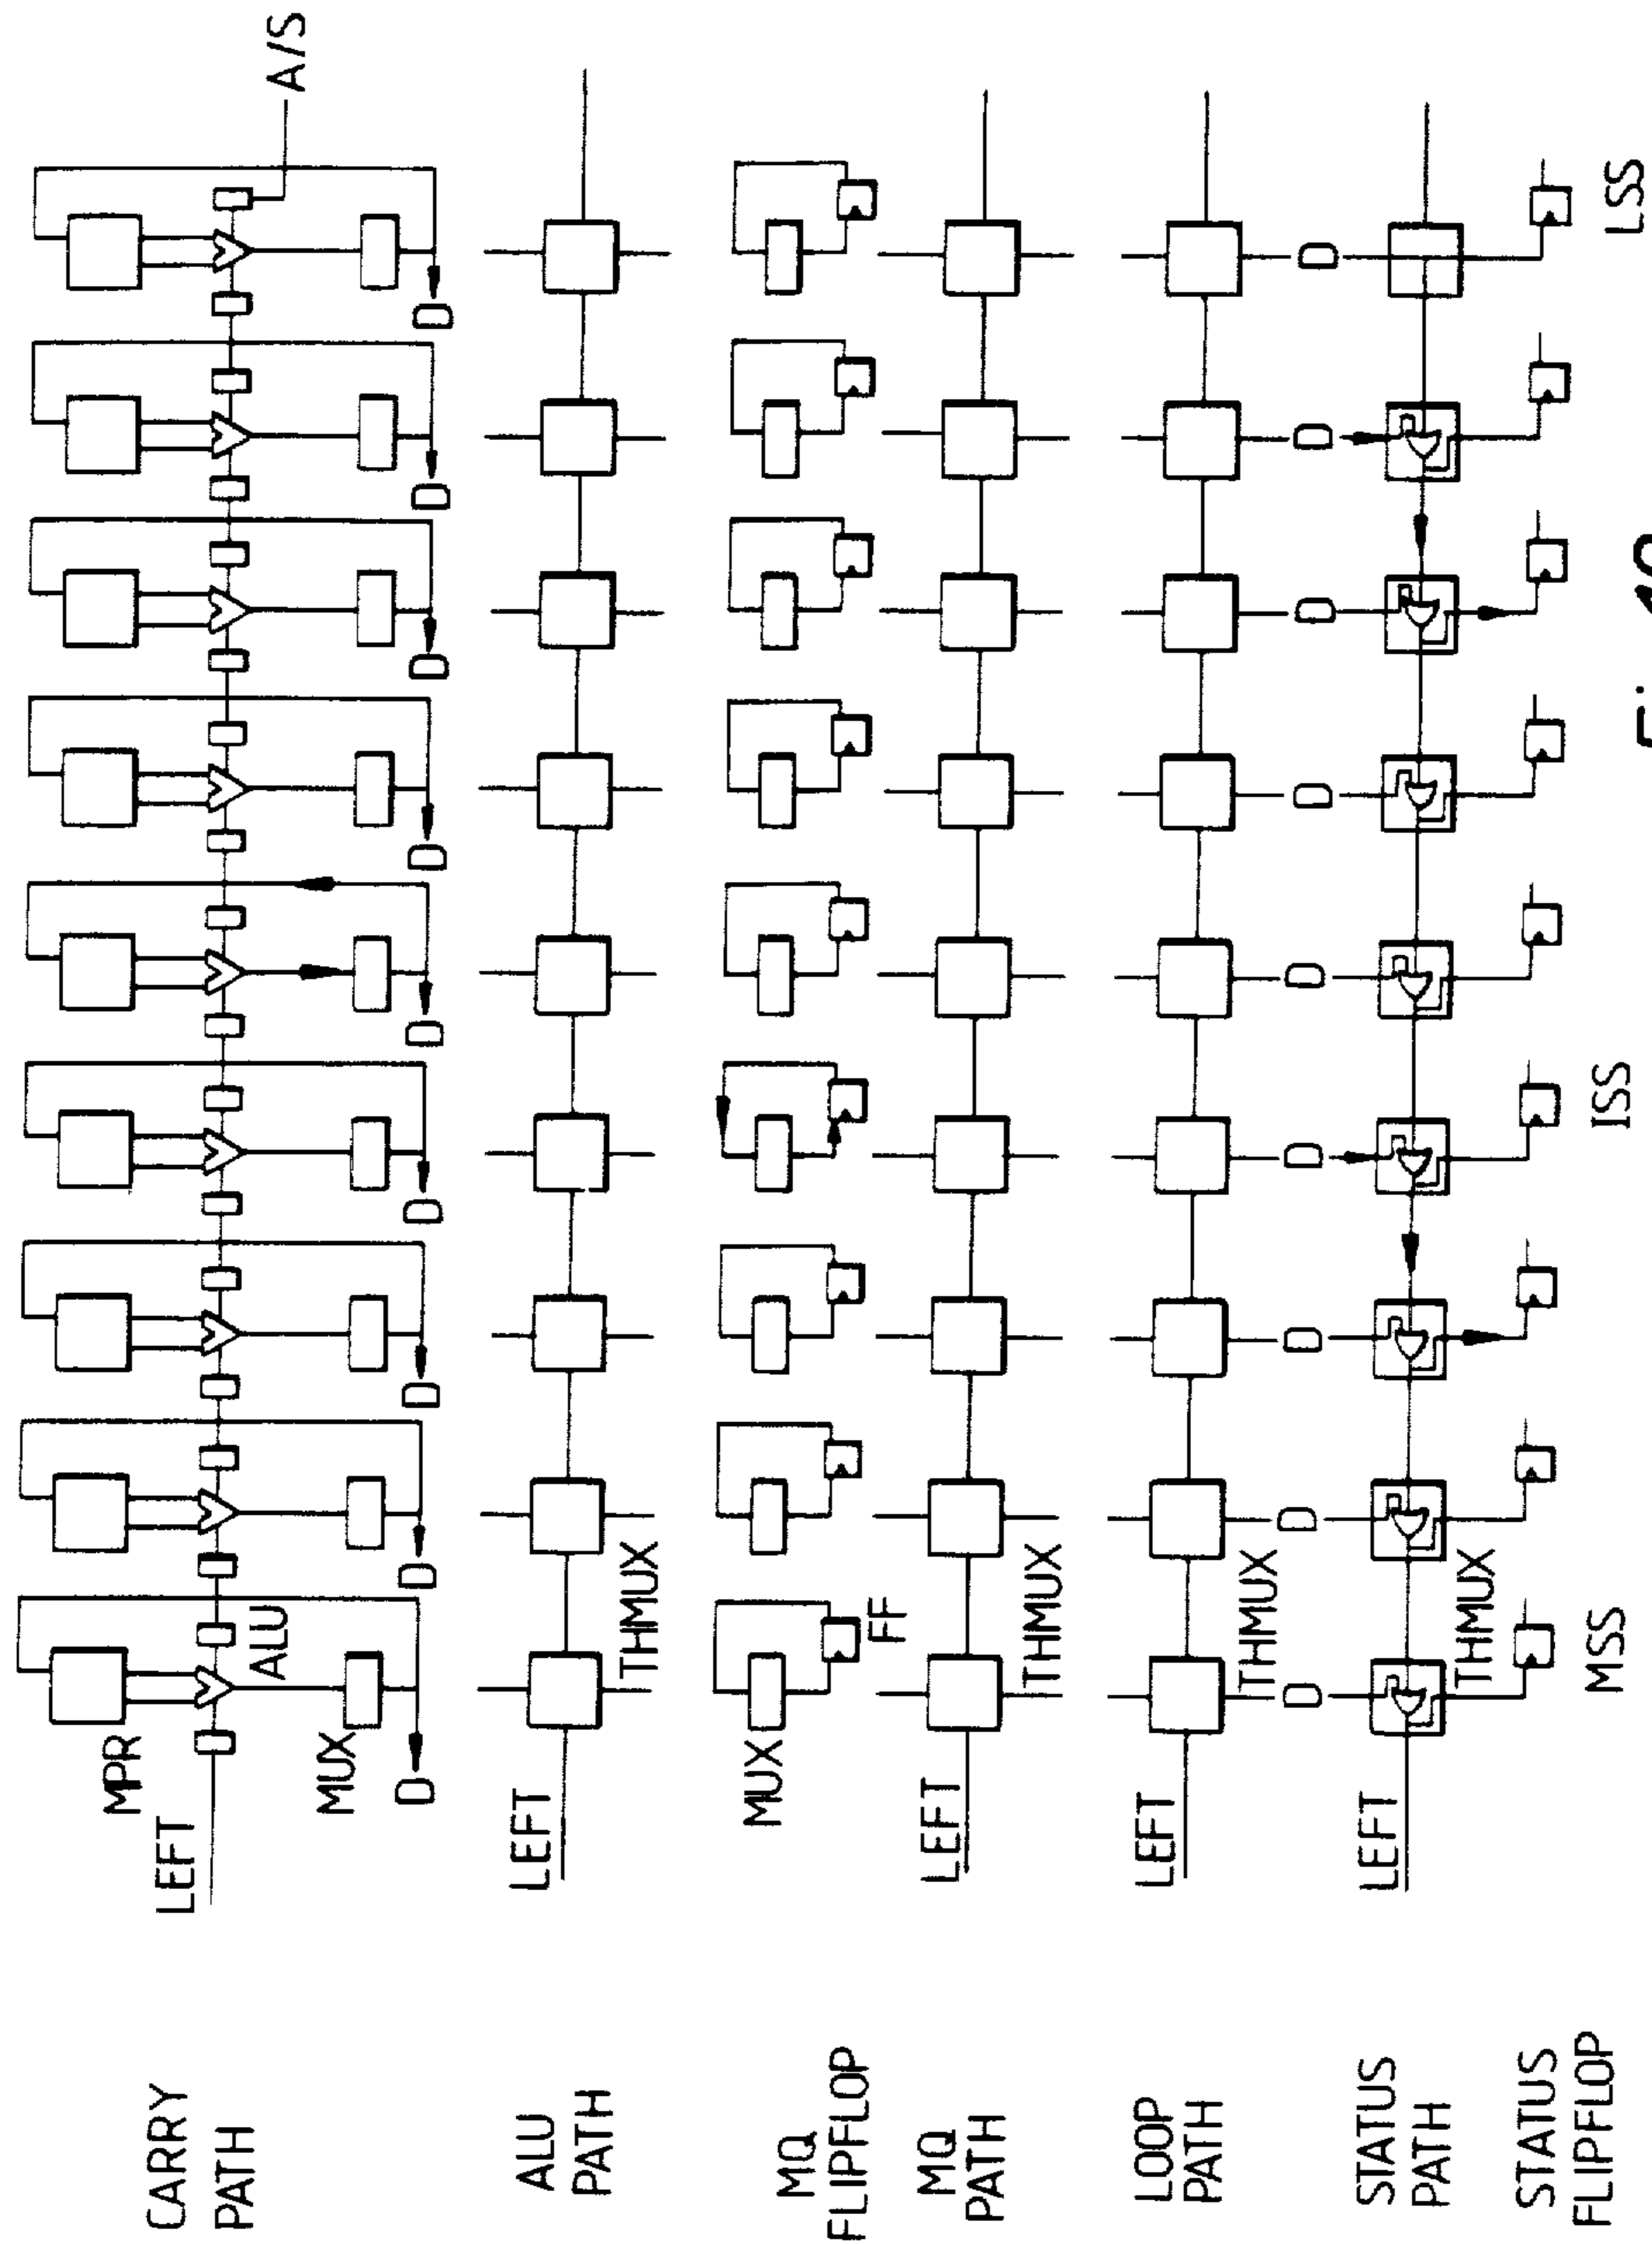 CARRY
PATH
MPR
LEFT
ALU
A/S
MUX
ALU
PATH
LEFT
THMUX
MQ
FLIPFLOP
MUX
FF
MQ
PATH
LEFT
THMUX
LOOP
PATH
LEFT
THMUX
STATUS
PATH
LEFT
THMUX
STATUS
FLIPFLOP
MSS
ISS
LSS